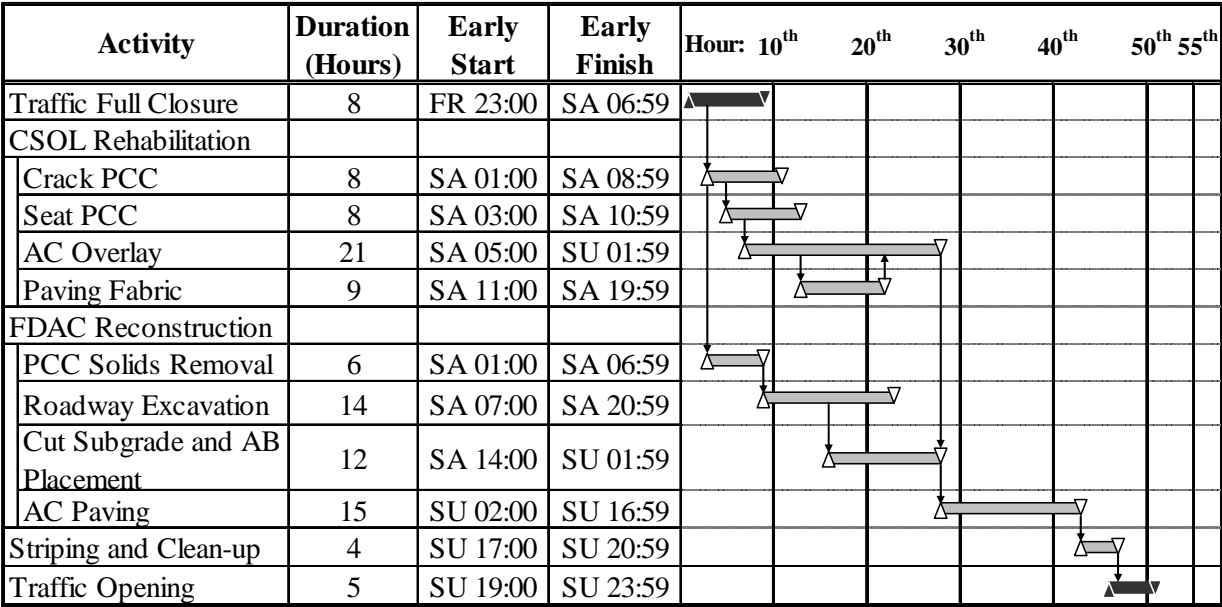 Activity Duration (Hours) Early Start Early Finish Hour: 10th 20th 30th 40th 50th 55th
Traffic Full Closure 8 FR 23:00 SA 06:59
CSOL Rehabilitation
Crack PCC 8 SA 01:00 SA 08:59
Seat PCC 8 SA 03:00 SA 10:59
AC Overlay 21 SA 05:00 SU 01:59
Paving Fabric 9 SA 11:00 SA 19:59
FDAC Reconstruction
PCC Solids Removal 6 SA 01:00 SA 06:59
Roadway Excavation 14 SA 07:00 SA 20:59
Cut Subgrade and AB
Placement 12 SA 14:00 SU 01:59
AC Paving 15 SU 02:00 SU 16:59
Striping and Clean-up 4 SU 17:00 SU 20:59
Traffic Opening 5 SU 19:00 SU 23:59